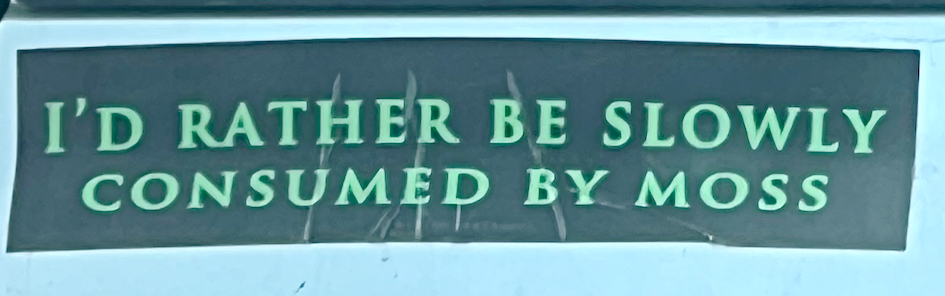 I'D RATHER BE SLOWLY
CONSUMED BY MOSS